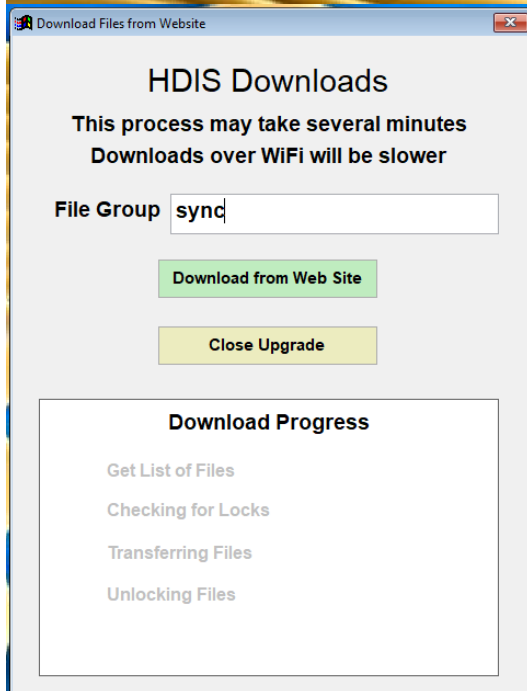 Download Files from Website
HDIS Downloads
This process may take several minutes
Downloads over WiFi will be slower
File Group sync
Download from Web Site
Close Upgrade
Download Progress
Get List of Files
Checking for Locks
Transferring Files
Unlocking Files